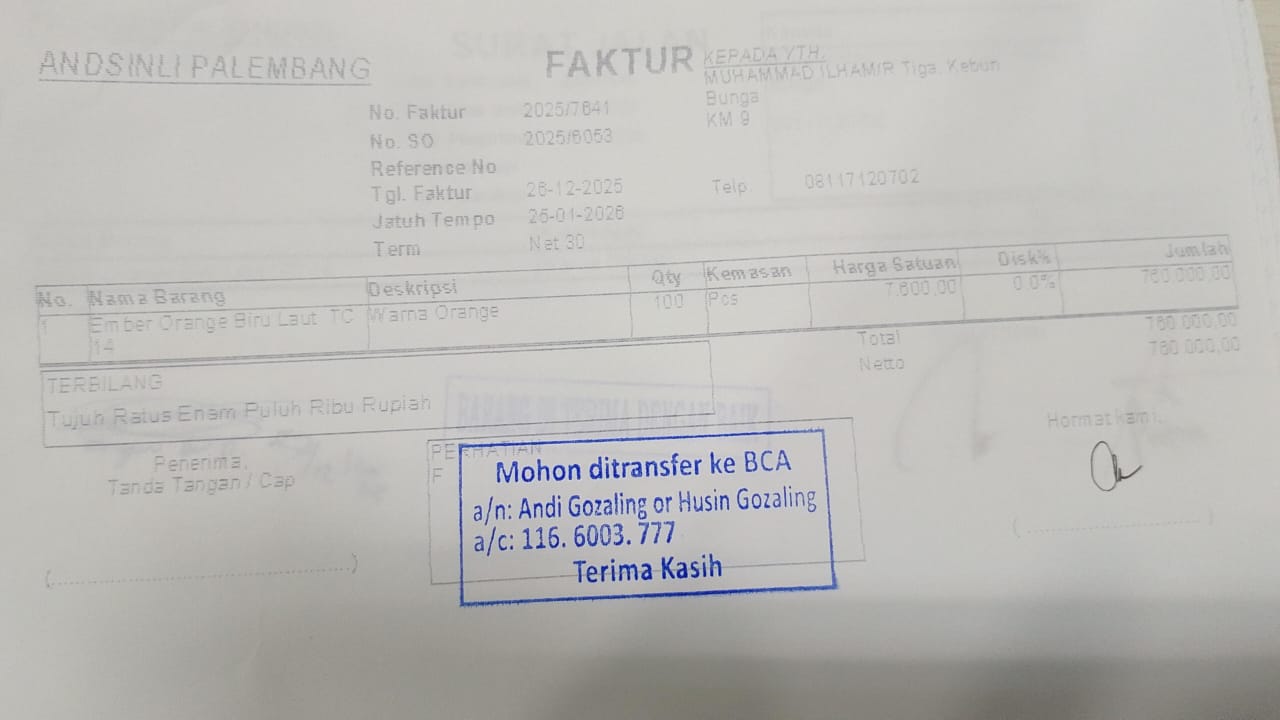 ANDSINLI PALEMBANG
FAKTUR
KEPADA YTH.
MUHAMMAD ILHAM/R Tiga. Kebun
Bunga
KM 9
Telp 08117120702
No. Faktur 2025/7641
No. SO 2025/6053
Reference No
Tgl. Faktur 26-12-2025
Jatuh Tempo 25-01-2026
Term Net 30
No. Nama Barang Deskripsi Qty Kemasan Harga Satuan Disk% Jumlah
1 Ember Orange Biru Laut TC Warna Orange 100 Pcs 7.600,00 0.0% 760.000,00
14
Total 760.000,00
Netto 760.000,00
TERBILANG
Tujuh Ratus Enam Puluh Ribu Rupiah
Penerima,
Tanda Tangan / Cap
(..............................)
PERHATIAN
F
Mohon ditransfer ke BCA
a/n: Andi Gozaling or Husin Gozaling
a/c: 116. 6003. 777
Terima Kasih
Hormat kami,
(..............................)